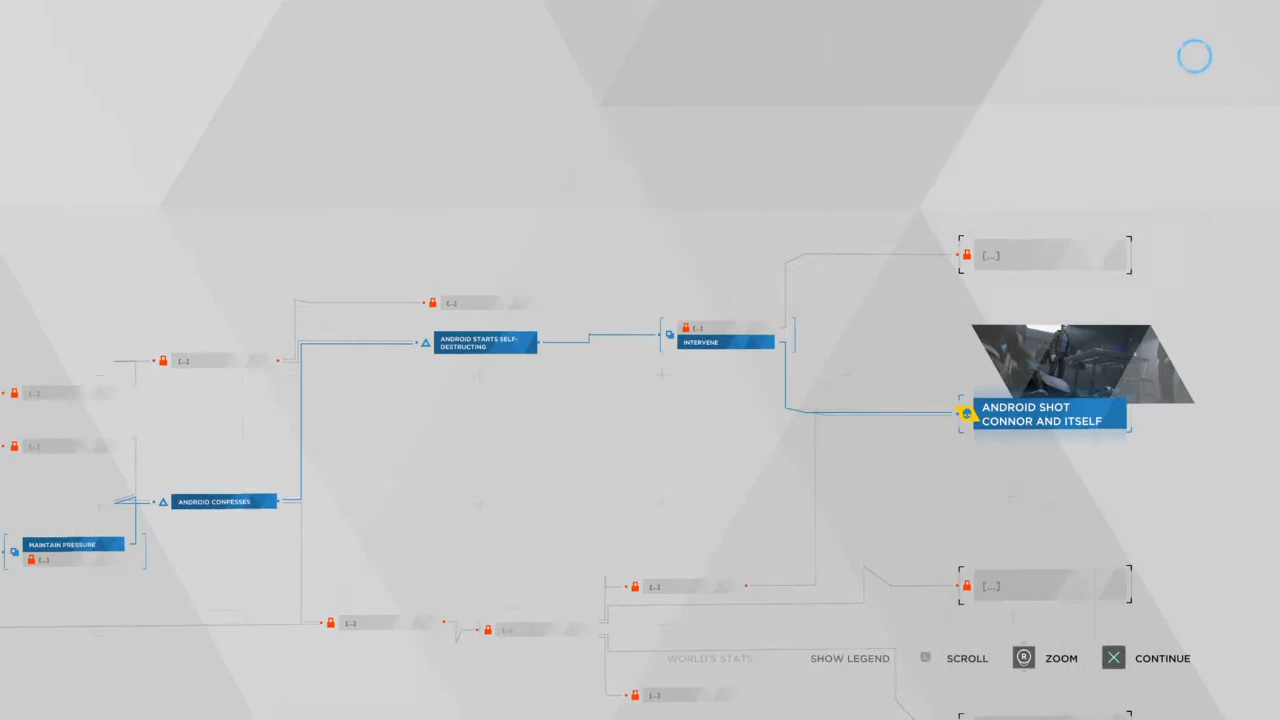 [...]
[...]
ANDROID STARTS SELF-
DESTRUCTING
[...]
INTERVENE
[...]
[...]
ANDROID SHOT
CONNOR AND ITSELF
[...]
ANDROID CONFESSES
MAINTAIN PRESSURE
[...]
[...]
[...]
[...]
[...]
WORLD'S STATS
SHOW LEGEND
SCROLL
R
ZOOM
CONTINUE
[...]